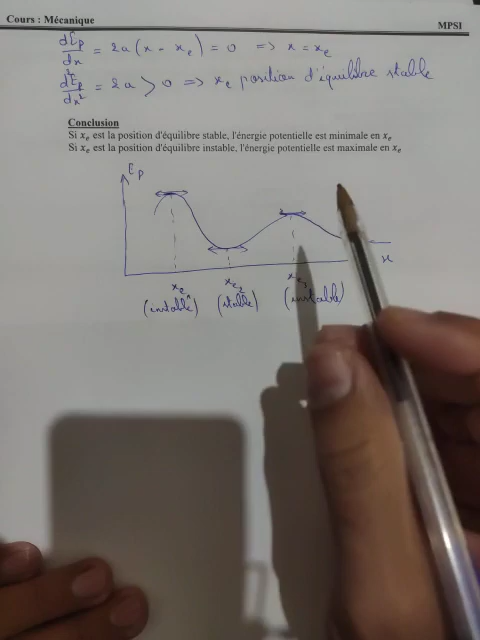 Cours : Mécanique
MPSI
dEp/dx = 2a(x - xe) = 0 => x = xe
d²Ep/dx² = 2a > 0 => xe position d'équilibre stable
Conclusion
Si xe est la position d'équilibre stable, l'énergie potentielle est minimale en xe
Si xe est la position d'équilibre instable, l'énergie potentielle est maximale en xe
Ep
x
xe1 xe2 xe3
(instable) (stable) (instable)